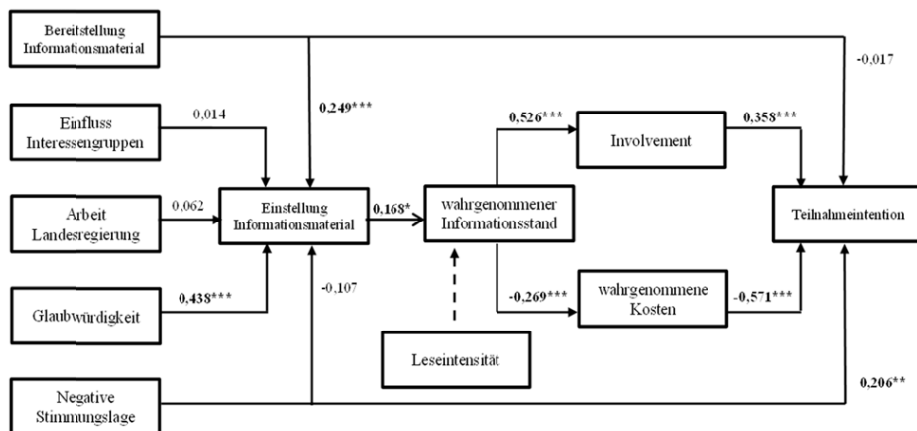 Bereitstellung
Informationsmaterial
-0,017
Einfluss
Interessengruppen
0,014
0,249***
0,526***
Involvement
0,358***
Arbeit
Landesregierung
0,062
Einstellung
Informationsmaterial
0,168*
wahrgenommener
Informationsstand
Teilnahmeintention
Glaubwürdigkeit
0,438***
-0,107
-0,269***
wahrgenommene
Kosten
-0,571***
Leseintensität
Negative
Stimmungslage
0,206**